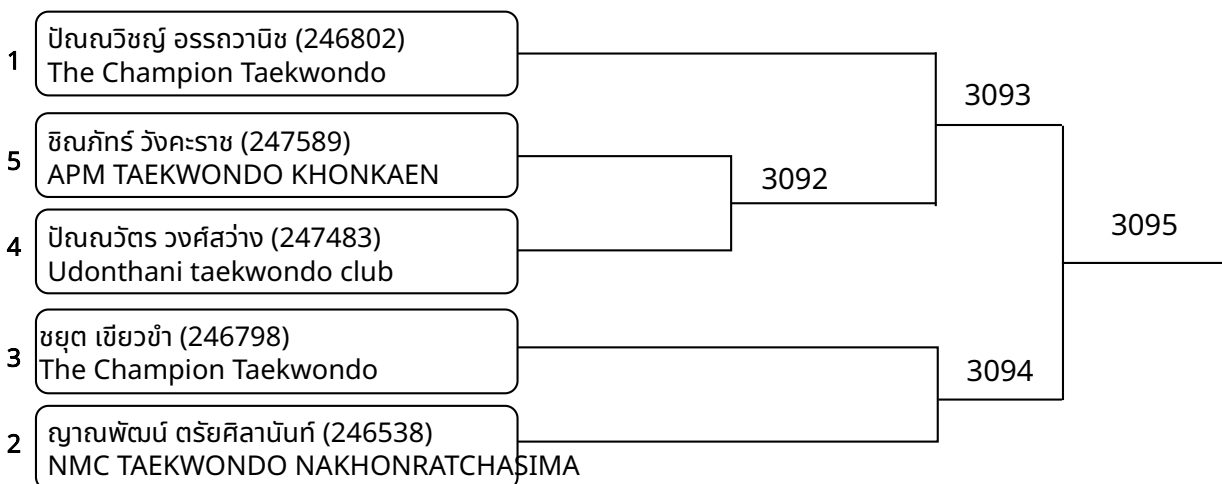 1
ปัณณวิชญ์ อรรถวานิช (246802)
The Champion Taekwondo
5
ชิณภัทร์ วังคะราช (247589)
APM TAEKWONDO KHONKAEN
4
ปัณณวัตร วงศ์สว่าง (247483)
Udonthani taekwondo club
3
ชยุต เขียวขำ (246798)
The Champion Taekwondo
2
ญาณพัฒน์ ตรัยศิลานันท์ (246538)
NMC TAEKWONDO NAKHONRATCHASIMA
3092
3093
3094
3095